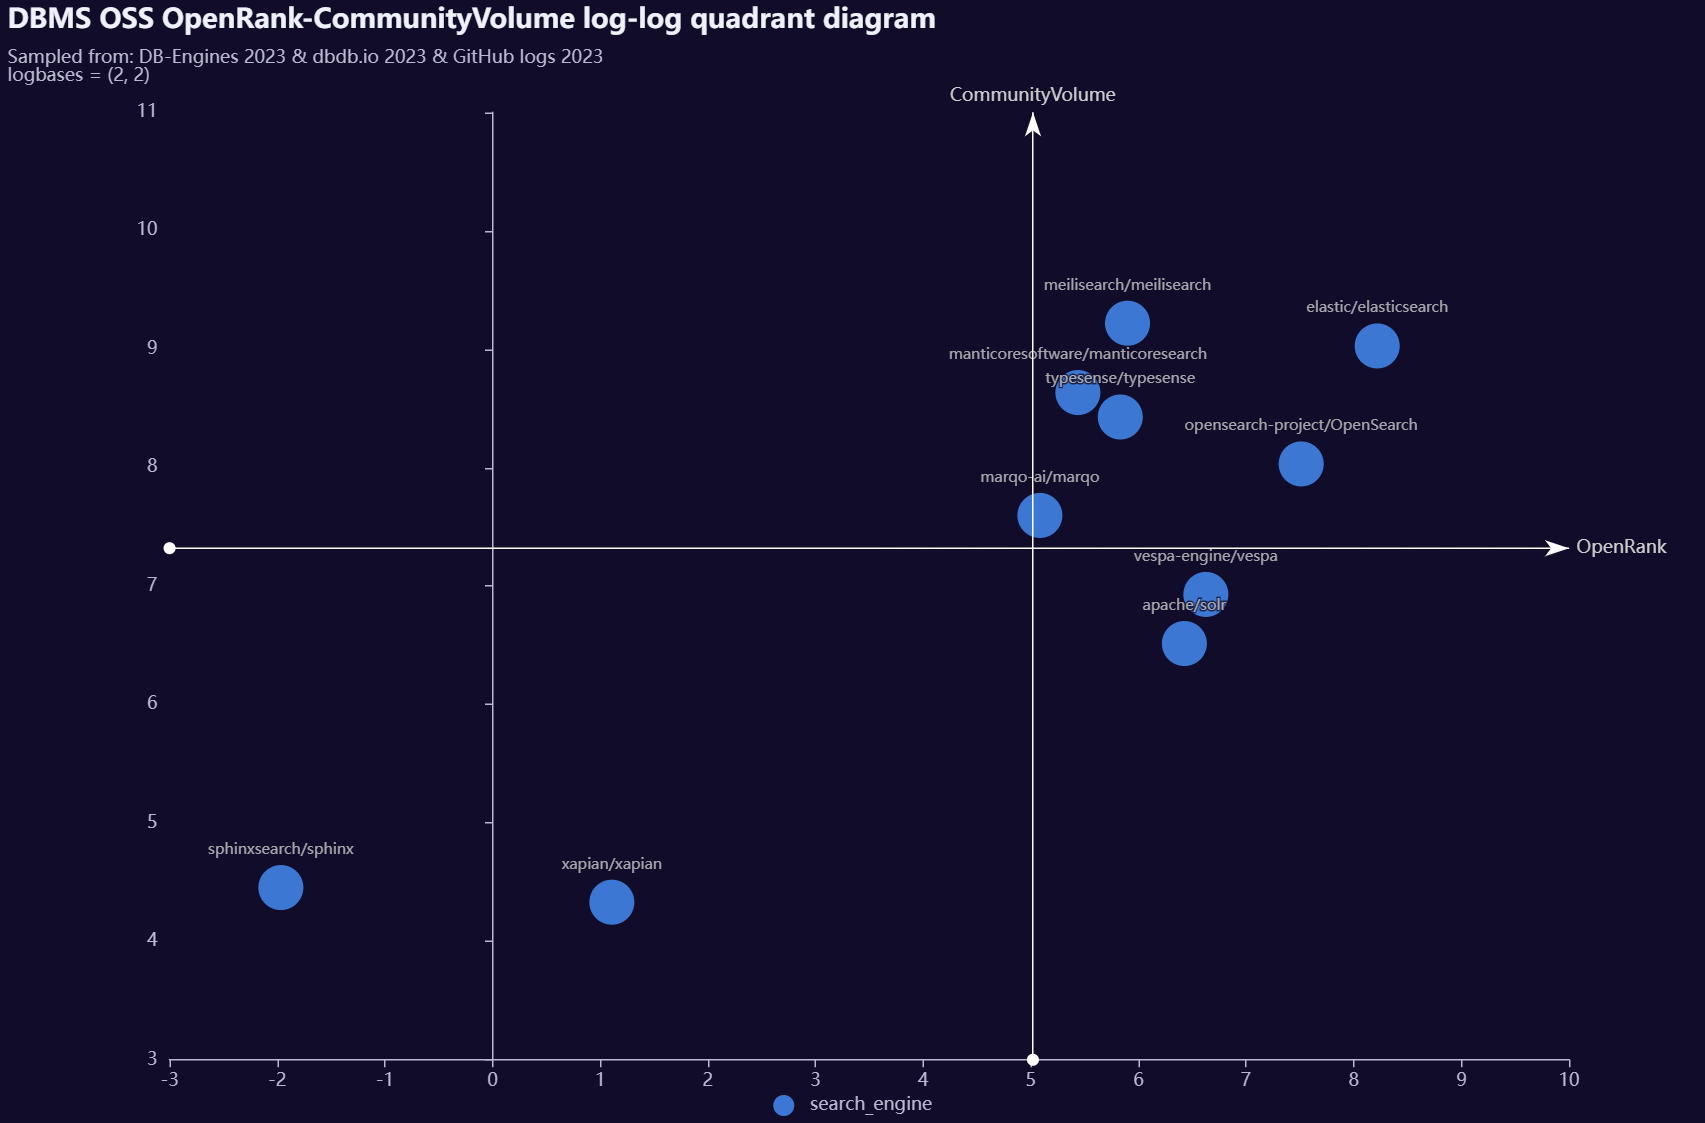 DBMS OSS OpenRank-CommunityVolume log-log quadrant diagram
Sampled from: DB-Engines 2023 & dbdb.io 2023 & GitHub logs 2023
logbases = (2, 2)
CommunityVolume
11
10
meilisearch/meilisearch
elastic/elasticsearch
9
manticoresoftware/manticoresearch
typesense/typesense
opensearch-project/OpenSearch
8
marqo-ai/marqo
OpenRank
vespa-engine/vespa
7
apache/solr
6
5
sphinxsearch/sphinx
xapian/xapian
4
3
-3 -2 -1 0 1 2 3 4 5 6 7 8 9 10
search_engine